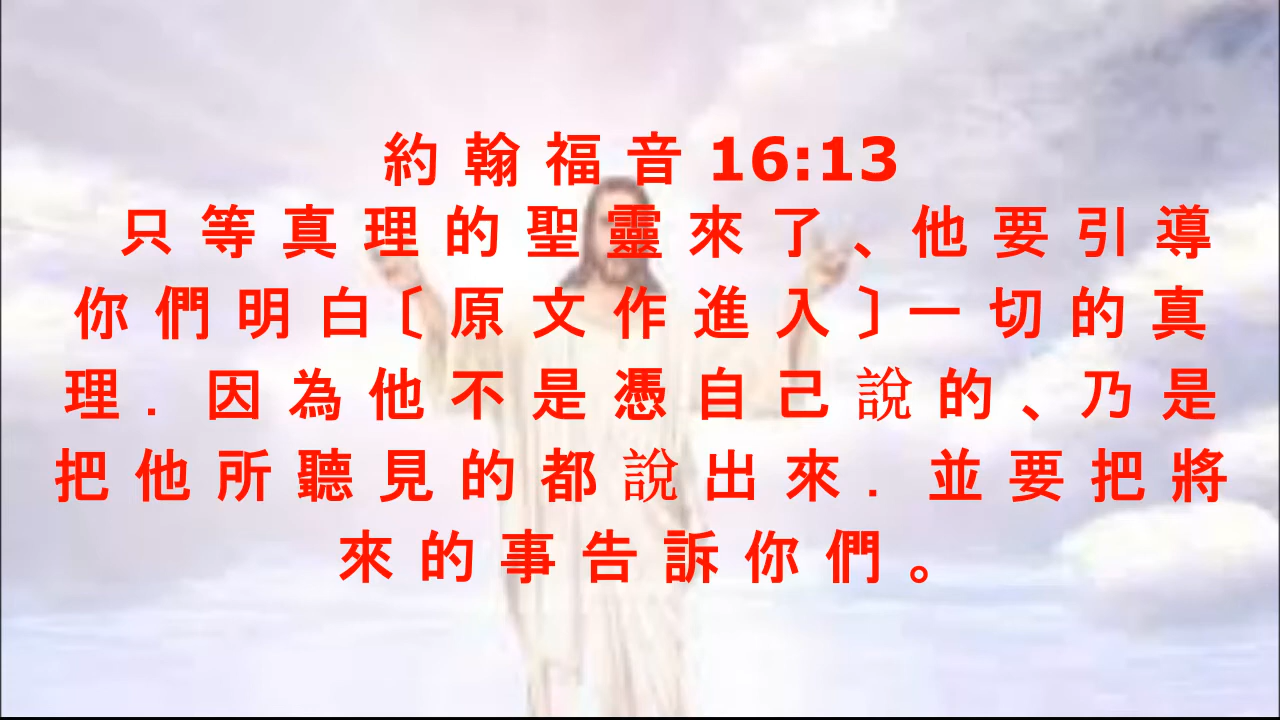 約翰福音16:13
只等真理的聖靈來了、他要引導
你們明白〔原文作進入〕一切的真
理．因為他不是憑自己說的、乃是
把他所聽見的都說出來．並要把將
來的事告訴你們。